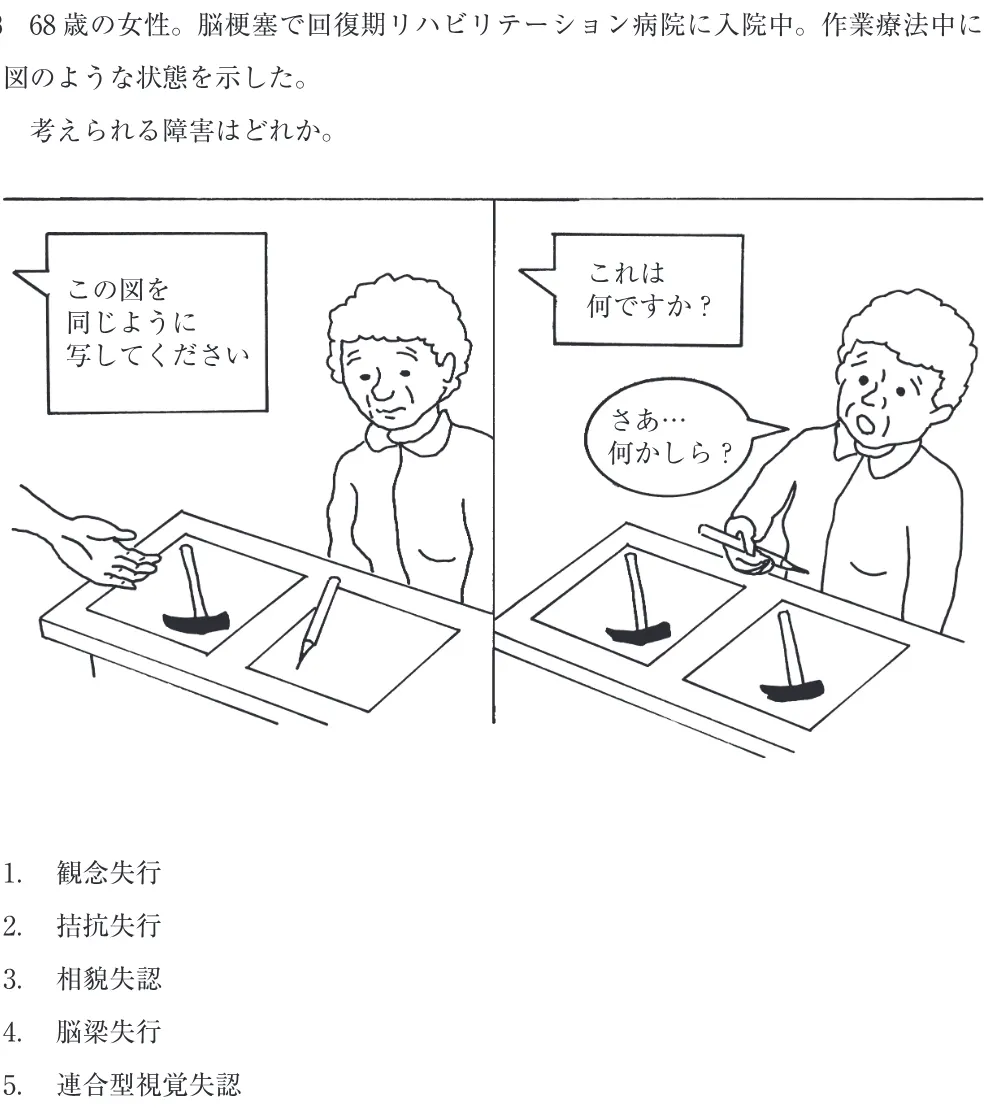 68歳の女性。脳梗塞で回復期リハビリテーション病院に入院中。作業療法中に
図のような状態を示した。
考えられる障害はどれか。
この図を
同じように
写してください
これは
何ですか？
さあ…
何かしら？
1. 観念失行
2. 拮抗失行
3. 相貌失認
4. 脳梁失行
5. 連合型視覚失認